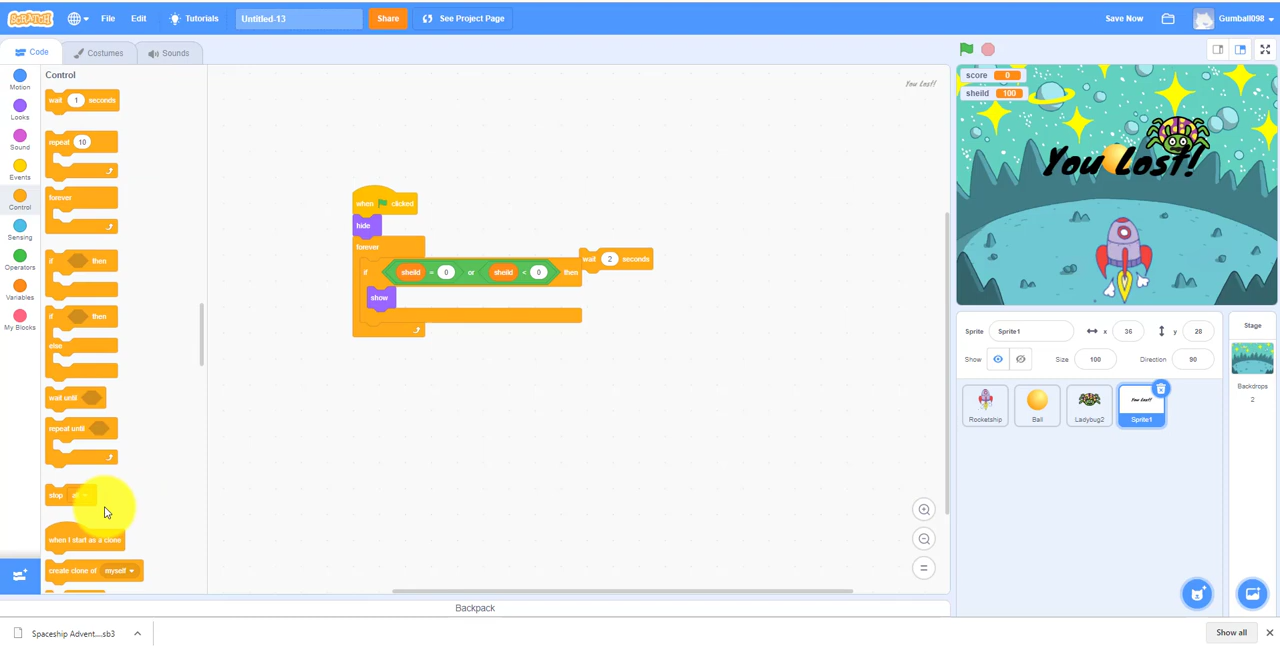 SCRATCH File Edit Tutorials Untitled-13 Share See Project Page Save Now Gumball098
Code Costumes Sounds
Motion
Looks
Sound
Events
Control
Sensing
Operators
Variables
My Blocks
Control
wait 1 seconds
repeat 10
forever
if then
if then
else
wait until
repeat until
stop all
when I start as a clone
create clone of myself
You Lost!
when clicked
hide
forever
if sheild = 0 or sheild < 0 then
show
wait 2 seconds
score 0
sheild 100
You Lost!
Sprite Sprite1 x 36 y 28
Show Size 100 Direction 90
Rocketship Ball Ladybug2 You Lost! Sprite1
Stage
Backdrops
2
Backpack
Spaceship Advent....sb3 Show all